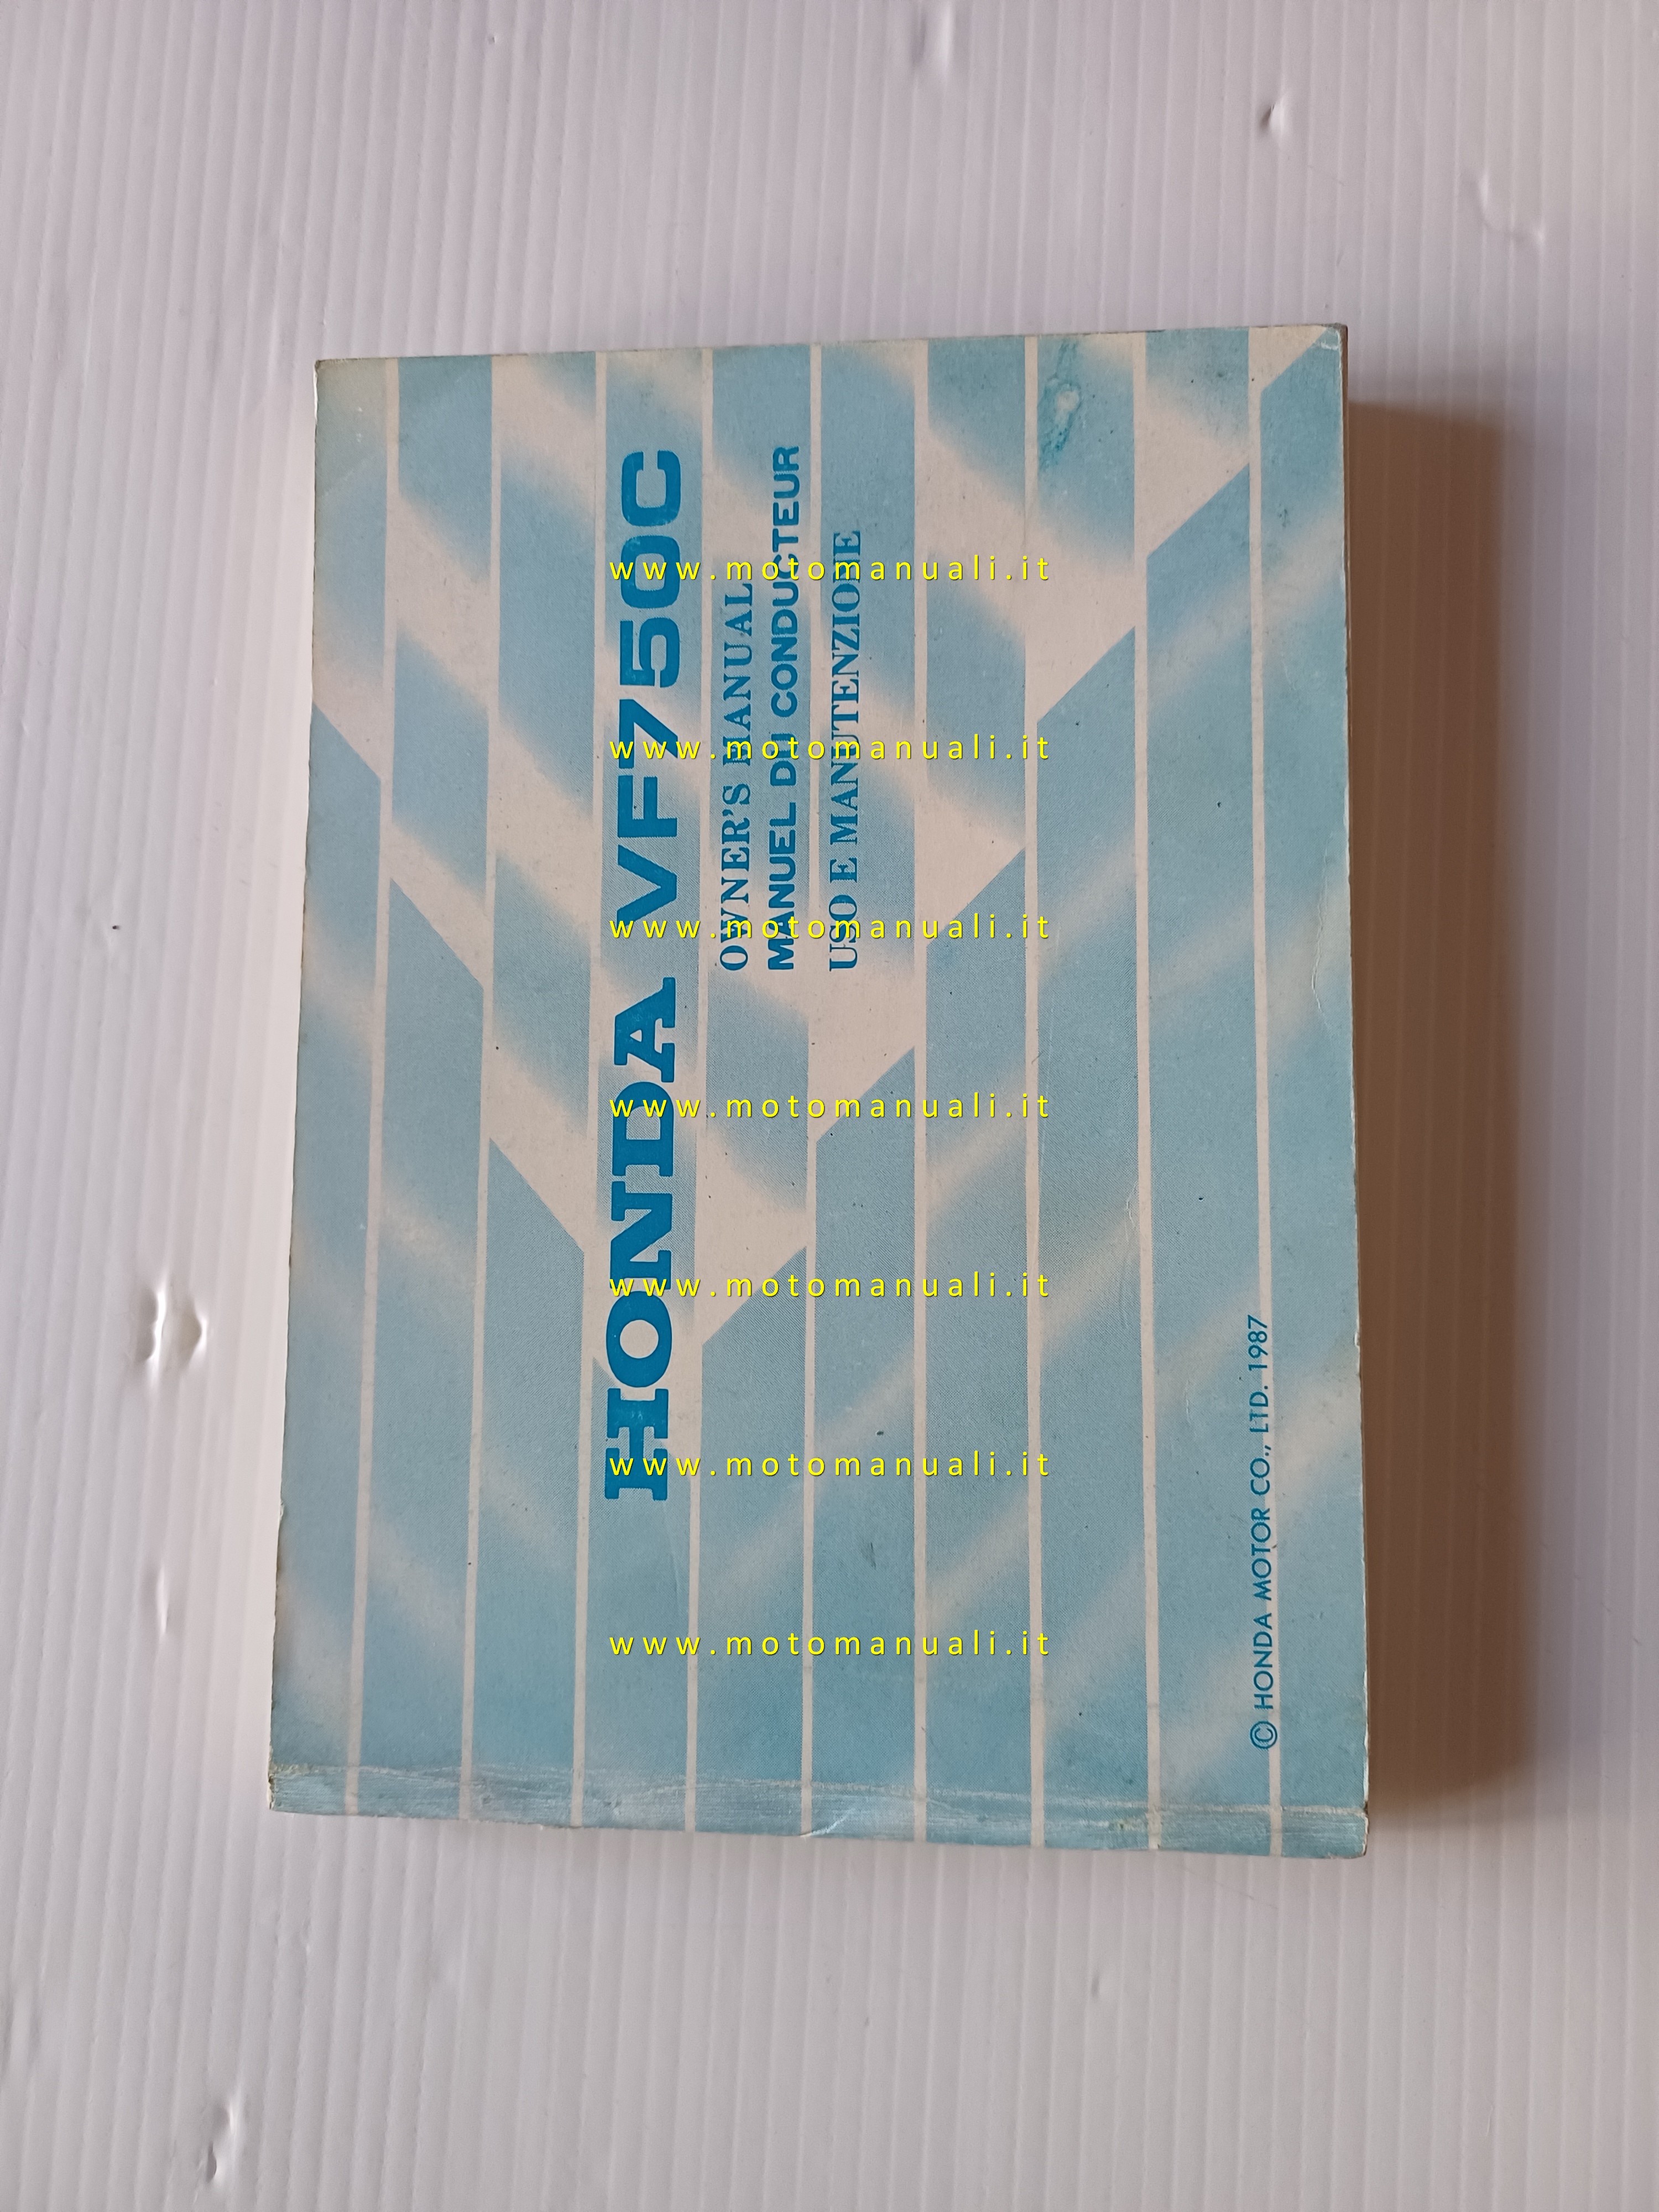 HONDA VF750C
OWNER'S MANUAL
MANUEL DU CONDUCTEUR
USO E MANUTENZIONE
© HONDA MOTOR CO., LTD. 1987
www.motomanuali.it
www.motomanuali.it
www.motomanuali.it
www.motomanuali.it
www.motomanuali.it
www.motomanuali.it
www.motomanuali.it